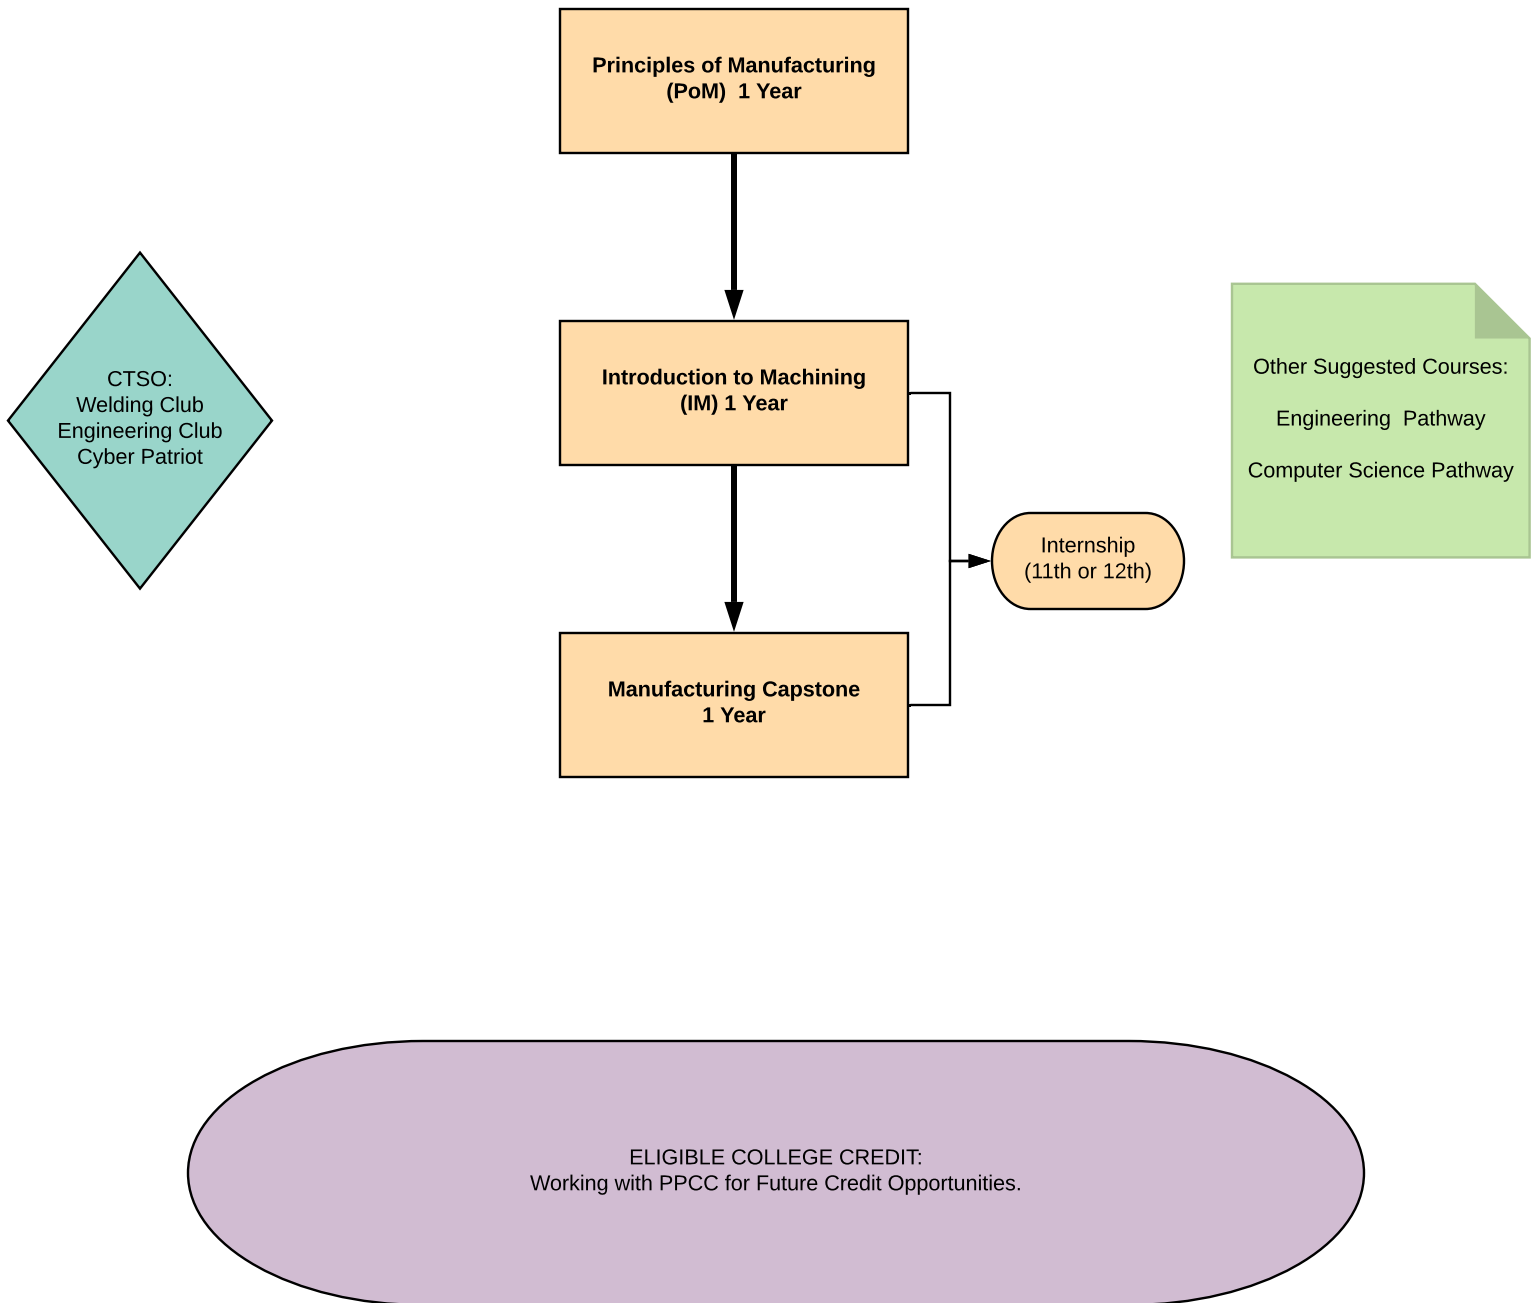 Principles of Manufacturing
(PoM)  1 Year
CTSO:
Welding Club
Engineering Club
Cyber Patriot
Introduction to Machining
(IM) 1 Year
Other Suggested Courses:
Engineering  Pathway
Computer Science Pathway
Internship
(11th or 12th)
Manufacturing Capstone
1 Year
ELIGIBLE COLLEGE CREDIT:
Working with PPCC for Future Credit Opportunities.